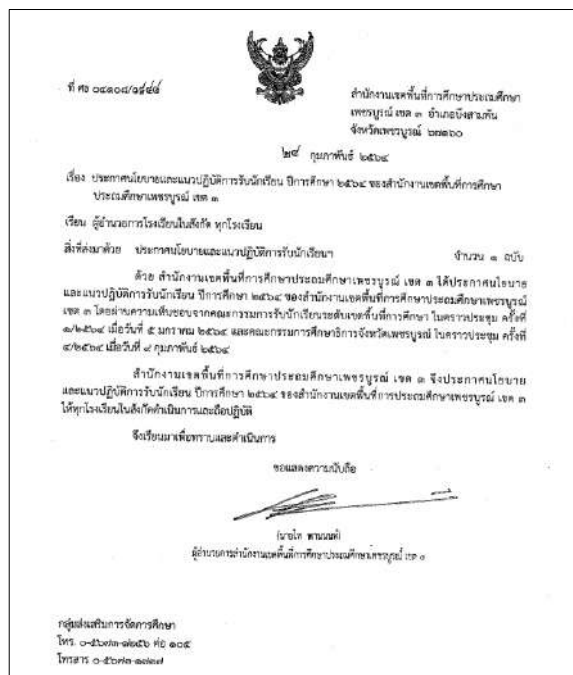 ที่ ศธ ๐๔๑๐๘/๑๙๔๔
สำนักงานเขตพื้นที่การศึกษาประถมศึกษา
เพชรบูรณ์ เขต ๓ อำเภอบึงสามพัน
จังหวัดเพชรบูรณ์ ๖๗๑๖๐
๒๔ กุมภาพันธ์ ๒๕๖๔
เรื่อง ประกาศนโยบายและแนวปฏิบัติการรับนักเรียน ปีการศึกษา ๒๕๖๔ ของสำนักงานเขตพื้นที่การศึกษา
ประถมศึกษาเพชรบูรณ์ เขต ๓
เรียน ผู้อำนวยการโรงเรียนในสังกัด ทุกโรงเรียน
สิ่งที่ส่งมาด้วย ประกาศนโยบายและแนวปฏิบัติการรับนักเรียนฯ จำนวน ๑ ฉบับ
ด้วย สำนักงานเขตพื้นที่การศึกษาประถมศึกษาเพชรบูรณ์ เขต ๓ ได้ประกาศนโยบาย
และแนวปฏิบัติการรับนักเรียน ปีการศึกษา ๒๕๖๔ ของสำนักงานเขตพื้นที่การศึกษาประถมศึกษาเพชรบูรณ์
เขต ๓ โดยผ่านความเห็นชอบจากคณะกรรมการรับนักเรียนระดับเขตพื้นที่การศึกษา ในคราวประชุม ครั้งที่
๑/๒๕๖๔ เมื่อวันที่ ๕ มกราคม ๒๕๖๔ และคณะกรรมการศึกษาธิการจังหวัดเพชรบูรณ์ ในคราวประชุม ครั้งที่
๔/๒๕๖๔ เมื่อวันที่ ๙ กุมภาพันธ์ ๒๕๖๔
สำนักงานเขตพื้นที่การศึกษาประถมศึกษาเพชรบูรณ์ เขต ๓ จึงประกาศนโยบาย
และแนวปฏิบัติการรับนักเรียน ปีการศึกษา ๒๕๖๔ ของสำนักงานเขตพื้นที่การประถมศึกษาเพชรบูรณ์ เขต ๓
ให้ทุกโรงเรียนในสังกัดดำเนินการและถือปฏิบัติ
จึงเรียนมาเพื่อทราบและดำเนินการ
ขอแสดงความนับถือ
(นายไท พานนนท์)
ผู้อำนวยการสำนักงานเขตพื้นที่การศึกษาประถมศึกษาเพชรบูรณ์ เขต ๓
กลุ่มส่งเสริมการจัดการศึกษา
โทร. ๐-๕๖๗๓-๑๒๕๖ ต่อ ๑๐๕
โทรสาร